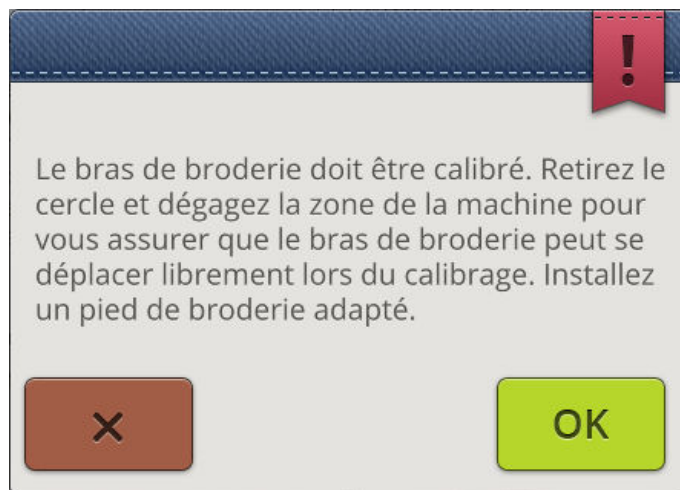 !
Le bras de broderie doit être calibré. Retirez le
cercle et dégagez la zone de la machine pour
vous assurer que le bras de broderie peut se
déplacer librement lors du calibrage. Installez
un pied de broderie adapté.
OK